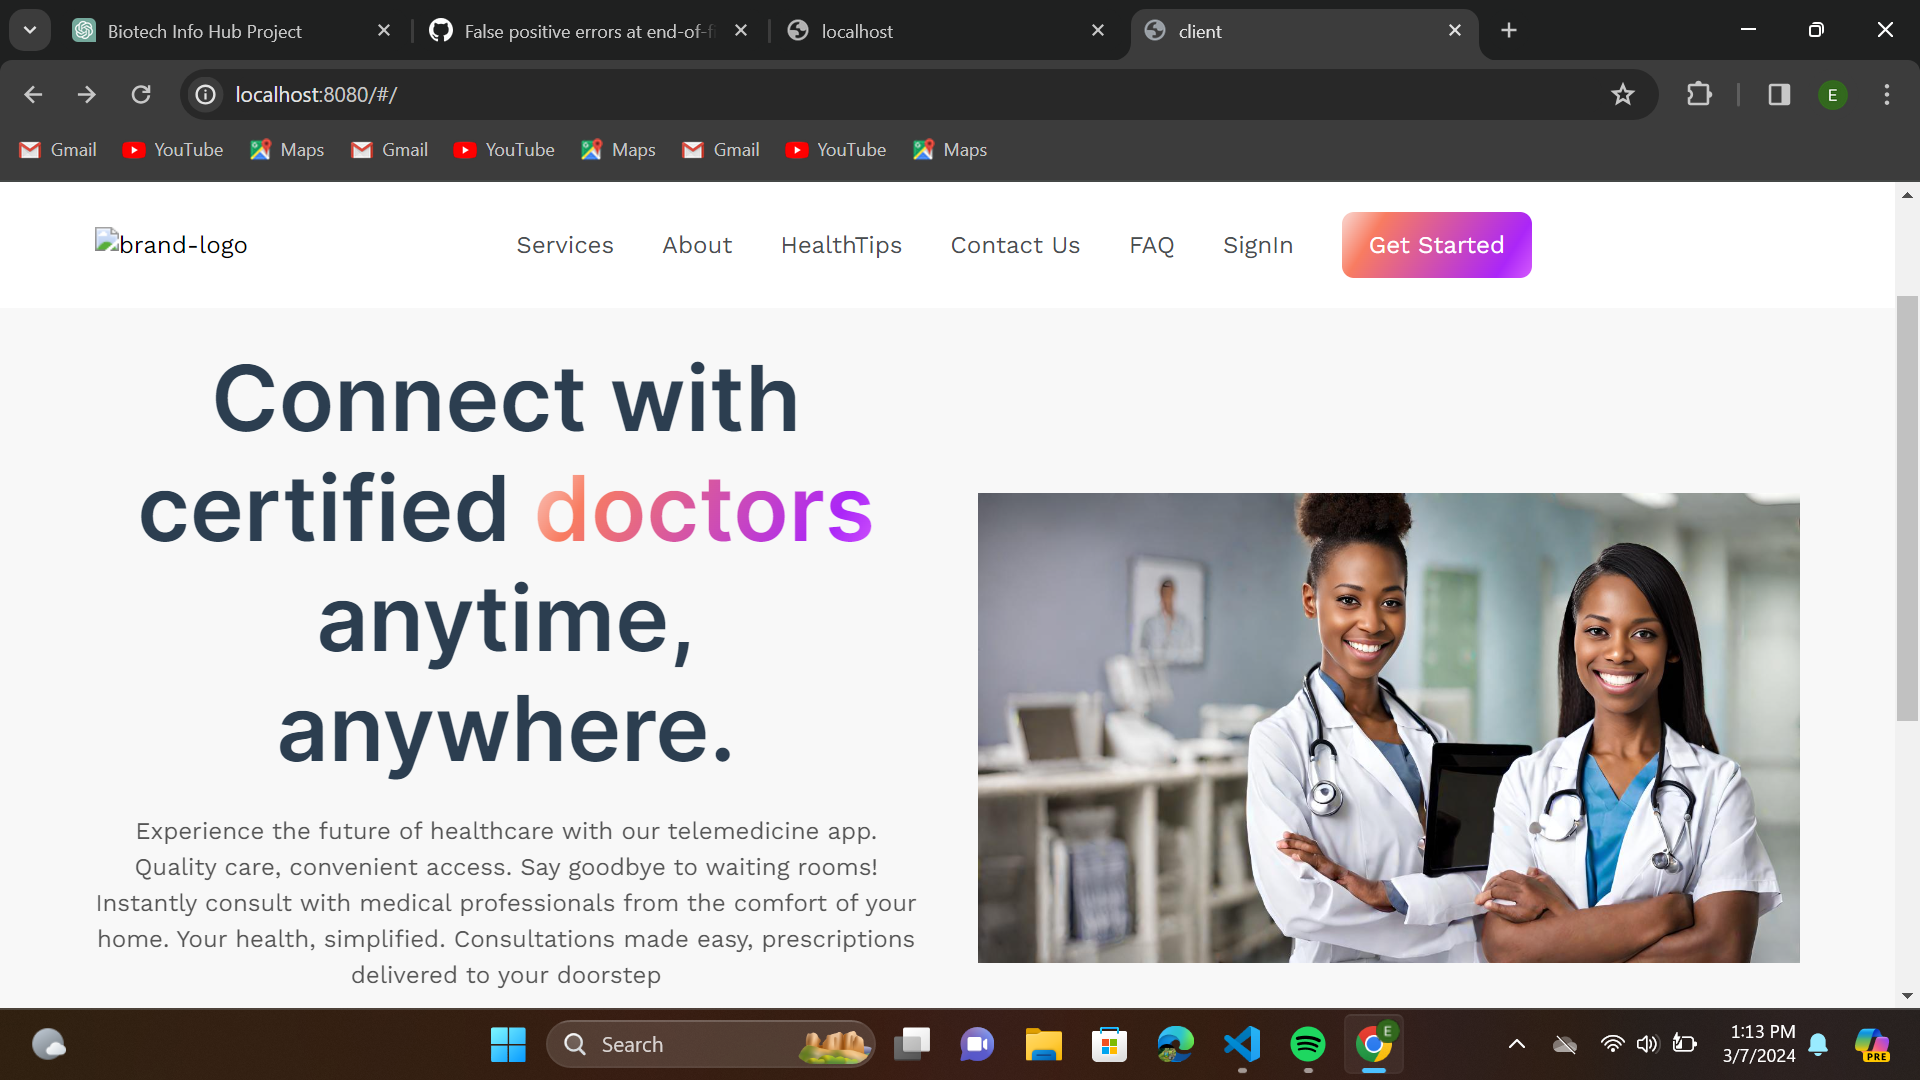 Biotech Info Hub Project
False positive errors at end-of-f
localhost
client
localhost:8080/#/
E
Gmail
YouTube
Maps
Gmail
YouTube
Maps
Gmail
YouTube
Maps
brand-logo
Services
About
HealthTips
Contact Us
FAQ
SignIn
Get Started
Connect with
certified doctors
anytime,
anywhere.
Experience the future of healthcare with our telemedicine app.
Quality care, convenient access. Say goodbye to waiting rooms!
Instantly consult with medical professionals from the comfort of your
home. Your health, simplified. Consultations made easy, prescriptions
delivered to your doorstep
Search
E
1:13 PM
3/7/2024
PRE